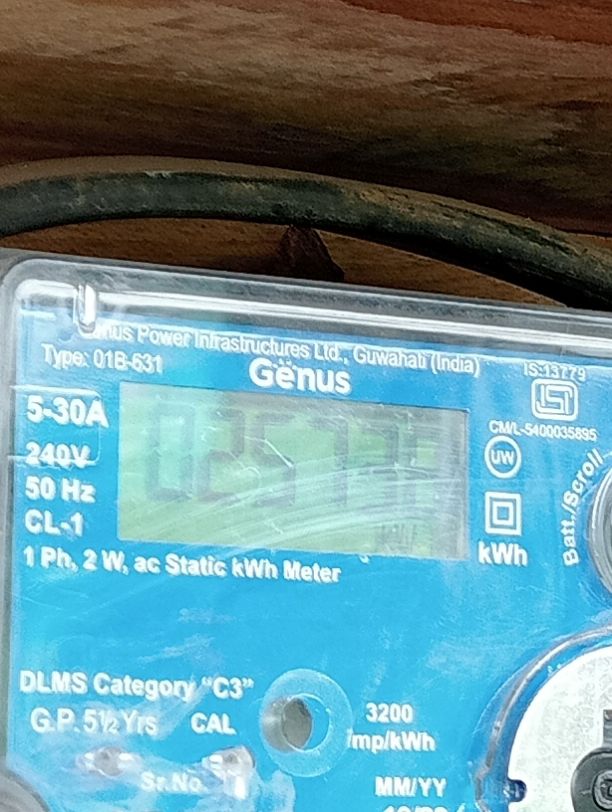 Power Infrastructures Ltd., Guwahati (India)
Type: 01B-631
Genus
IS:13779
ISI
CM/L-5400035895
5-30A
240V
50 Hz
CL-1
UW
kWh
Batt./Scroll
1 Ph, 2 W, ac Static kWh Meter
DLMS Category "C3"
G.P. 5½ Yrs CAL
3200
imp/kWh
Sr.No.
MM/YY